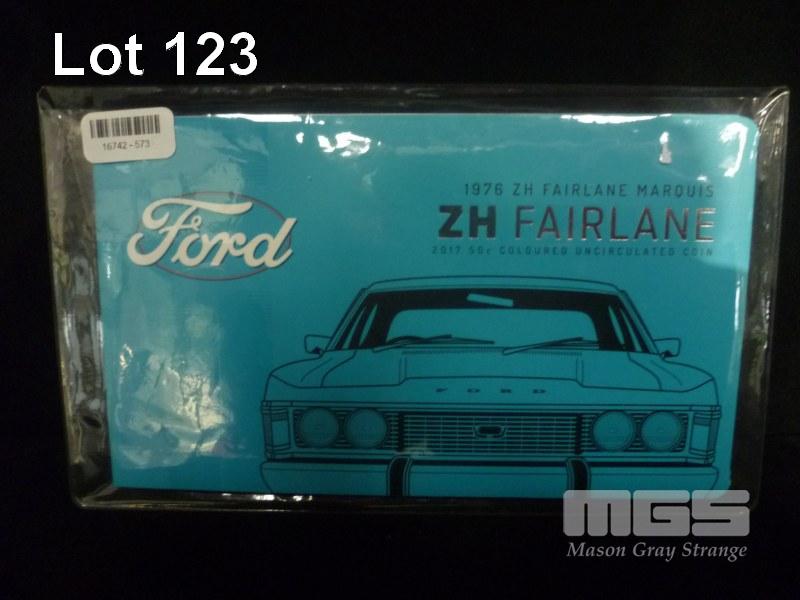 Lot 123
16742-573
Ford
1976 ZH FAIRLANE MARQUIS
ZH FAIRLANE
2017 50c COLOURED UNCIRCULATED COIN
FORD
MGS
Mason Gray Strange